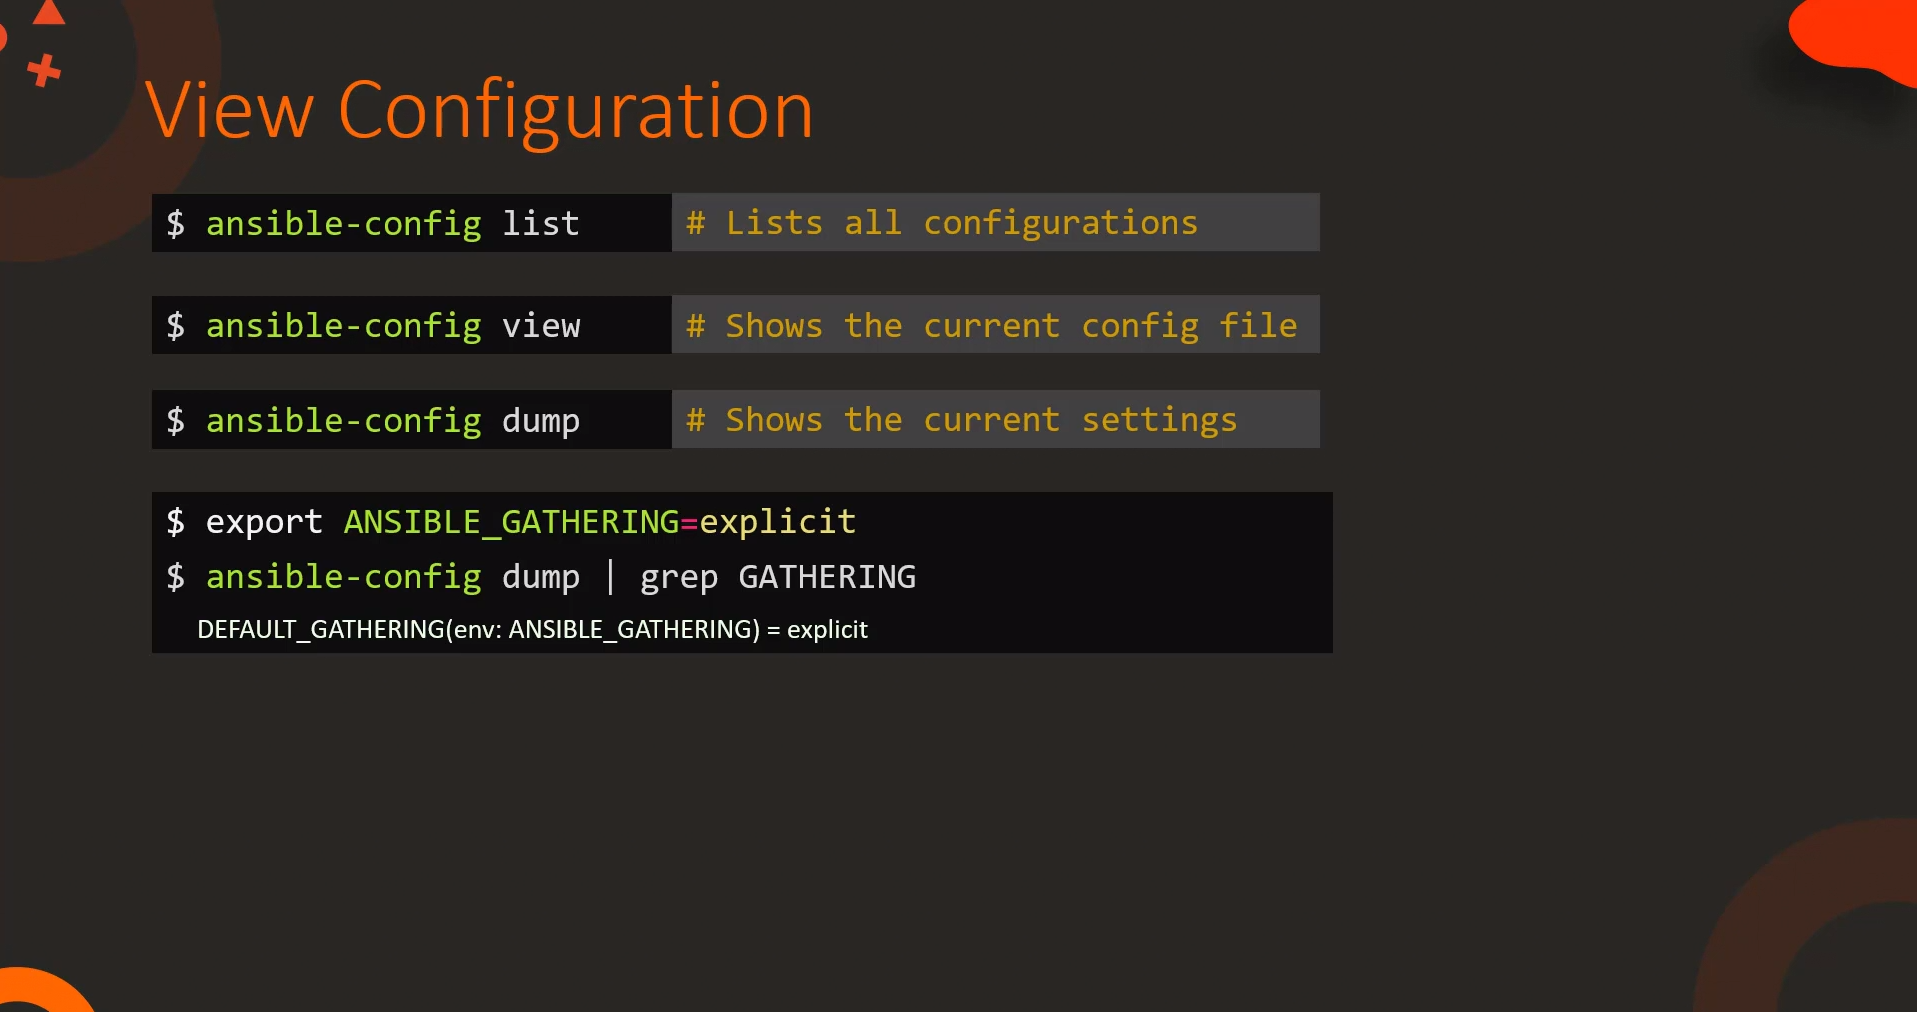 View Configuration
$ ansible-config list # Lists all configurations
$ ansible-config view # Shows the current config file
$ ansible-config dump # Shows the current settings
$ export ANSIBLE_GATHERING=explicit
$ ansible-config dump | grep GATHERING
DEFAULT_GATHERING(env: ANSIBLE_GATHERING) = explicit